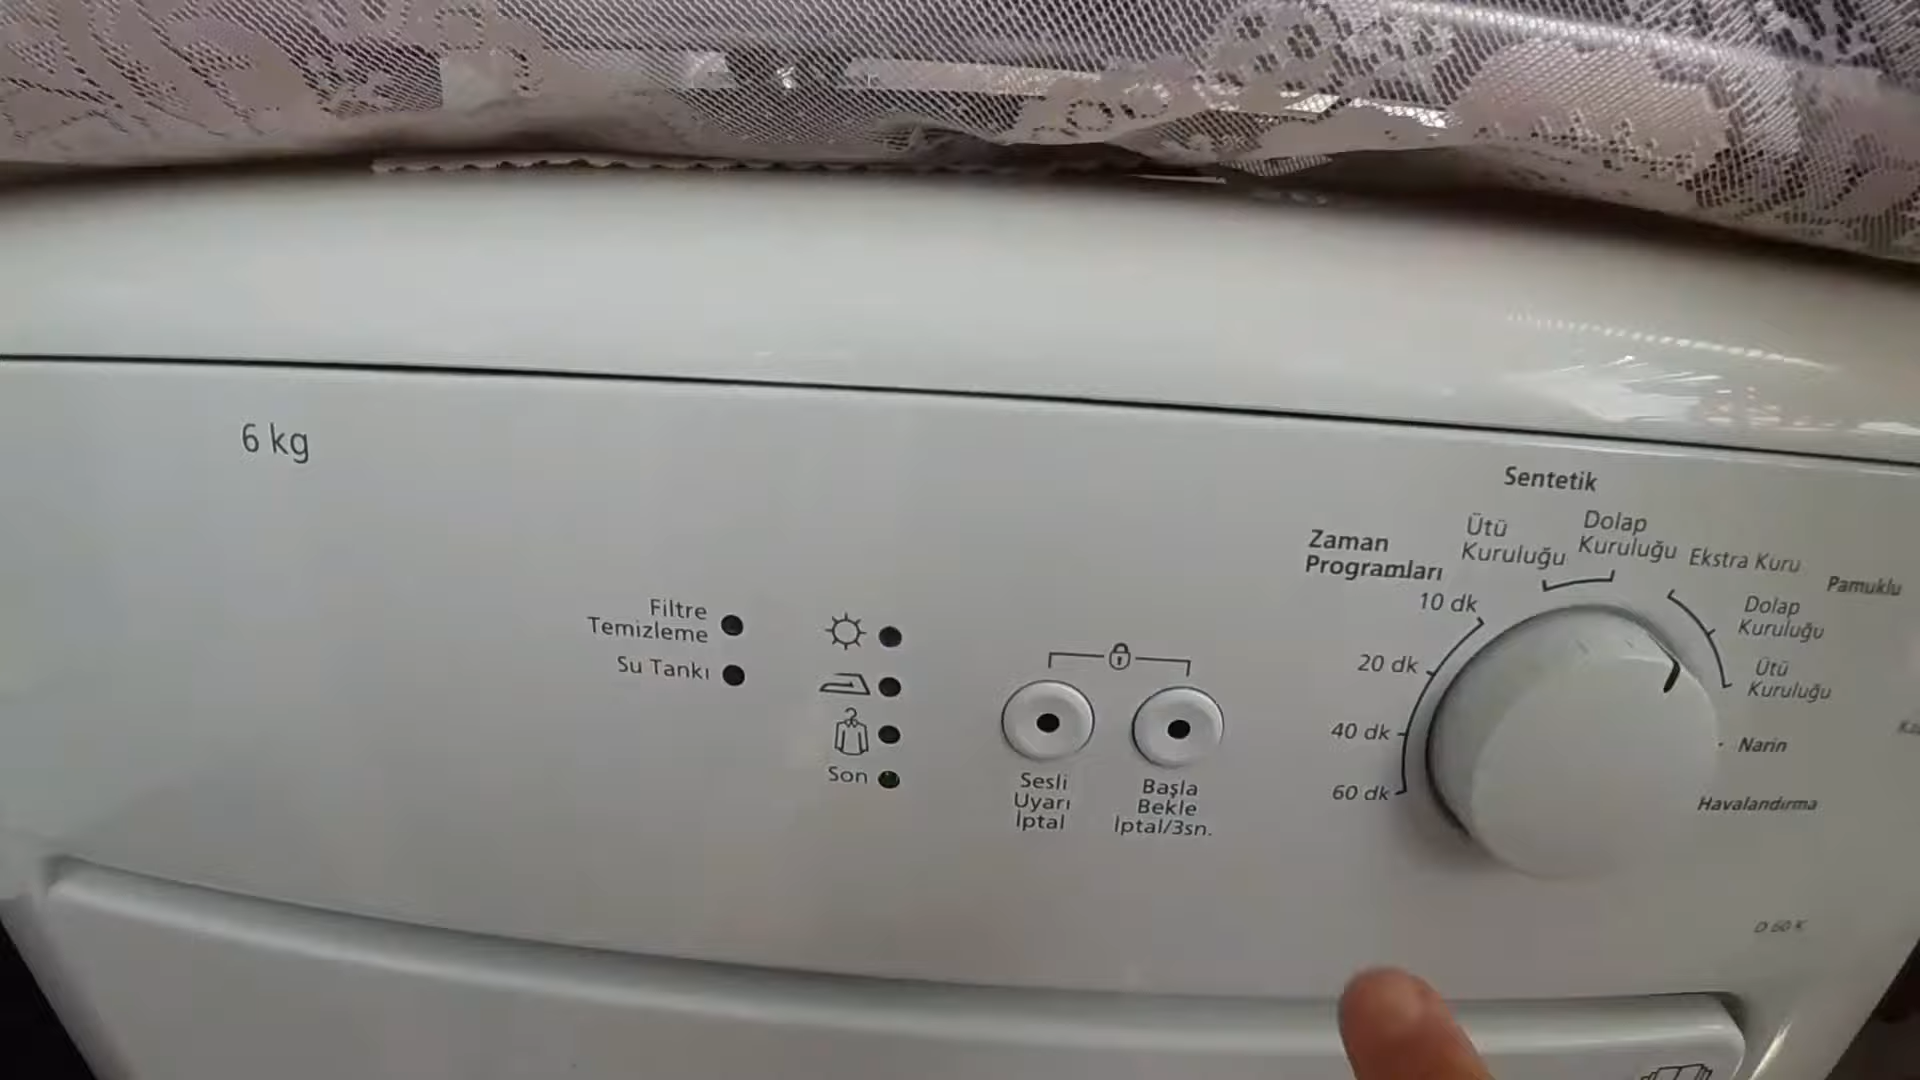 6 kg
Filtre
Temizleme
Su Tankı
Son
Sesli
Uyarı
İptal
Başla
Bekle
İptal/3sn.
Zaman
Programları
10 dk
20 dk
40 dk
60 dk
Sentetik
Ütü
Kuruluğu
Dolap
Kuruluğu
Ekstra Kuru
Pamuklu
Dolap
Kuruluğu
Ütü
Kuruluğu
Narin
Havalandırma
D 60 K